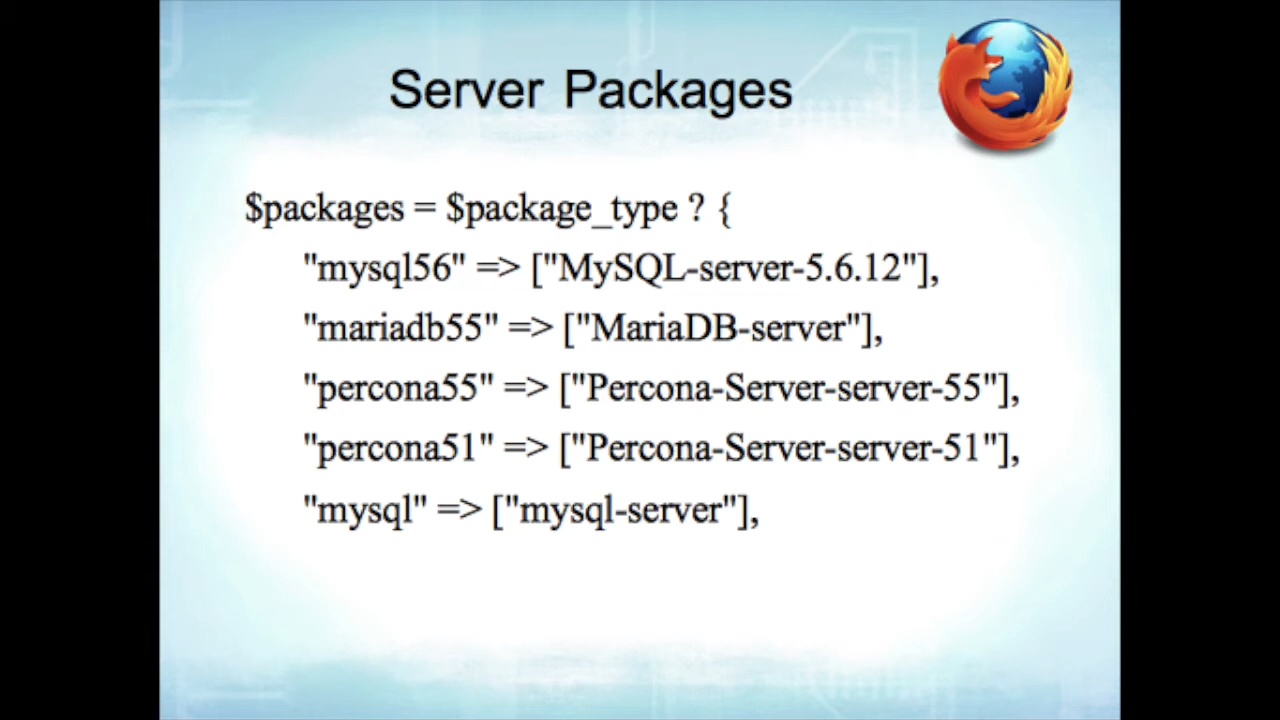 Server Packages
$packages = $package_type ? {
"mysql56" => ["MySQL-server-5.6.12"],
"mariadb55" => ["MariaDB-server"],
"percona55" => ["Percona-Server-server-55"],
"percona51" => ["Percona-Server-server-51"],
"mysql" => ["mysql-server"],